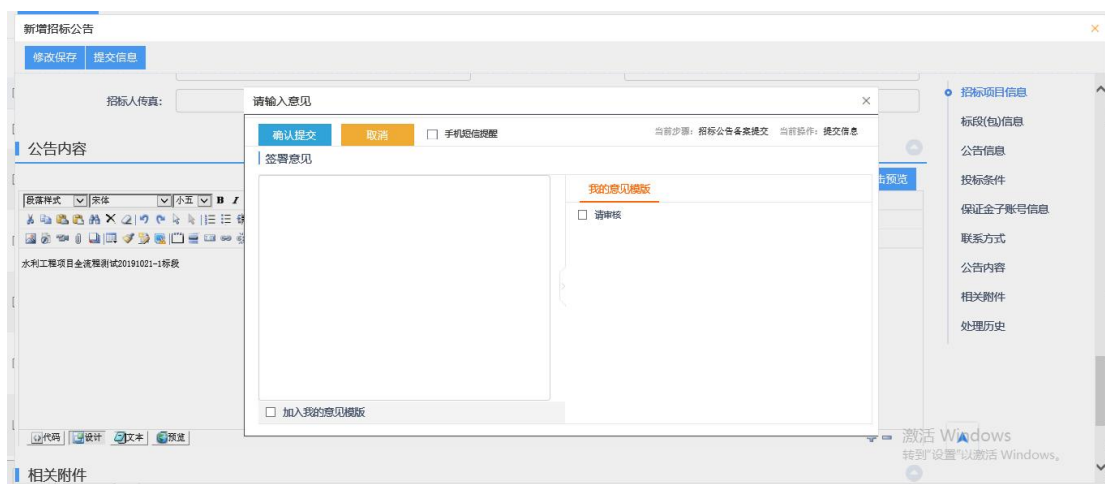 新增招标公告
修改保存 提交信息
招标人传真:
请输入意见
确认提交 取消 手机短信提醒 当前步骤: 招标公告备案提交 当前操作: 提交信息
签署意见
我的意见模版
请审核
加入我的意见模版
公告内容
击预览
段落样式 宋体 小五 B I
水利工程项目全流程测试20191021-1标段
代码 设计 文本 预览
相关附件
招标项目信息
标段(包)信息
公告信息
投标条件
保证金子账号信息
联系方式
公告内容
相关附件
处理历史
激活 Windows
转到"设置"以激活 Windows。